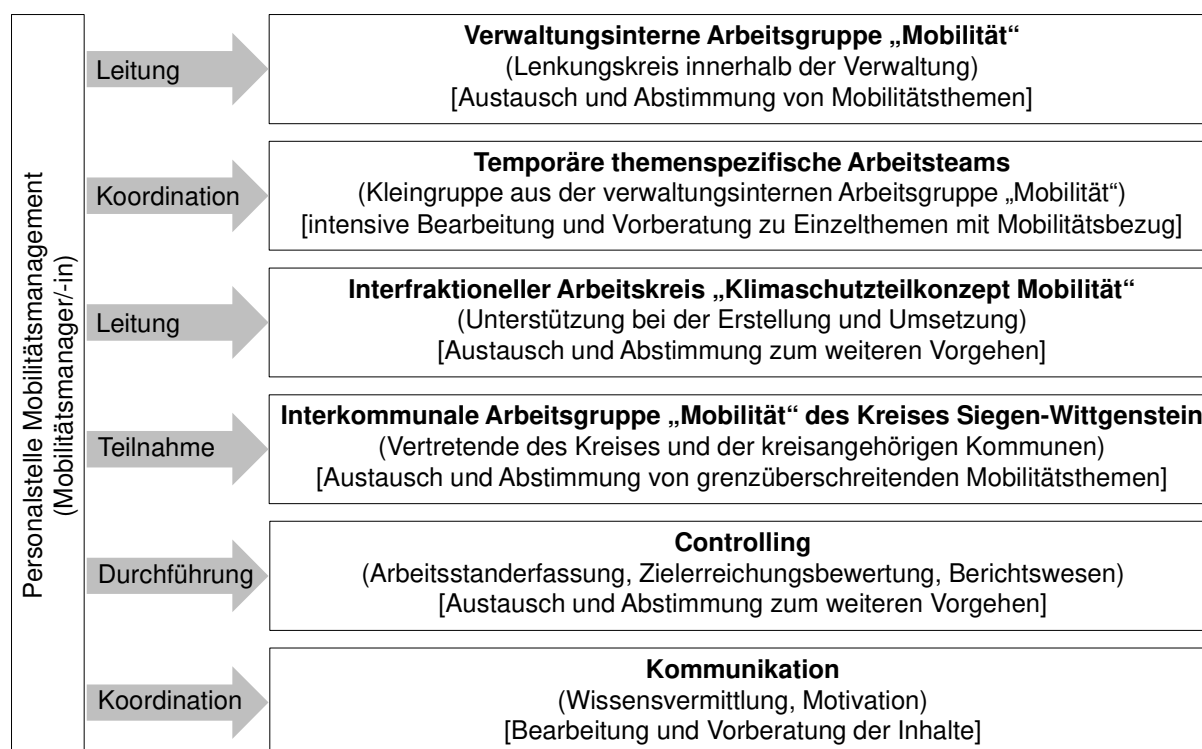 Personalstelle Mobilitätsmanagement
(Mobilitätsmanager/-in)
Leitung
Verwaltungsinterne Arbeitsgruppe „Mobilität“
(Lenkungskreis innerhalb der Verwaltung)
[Austausch und Abstimmung von Mobilitätsthemen]
Koordination
Temporäre themenspezifische Arbeitsteams
(Kleingruppe aus der verwaltungsinternen Arbeitsgruppe „Mobilität“)
[intensive Bearbeitung und Vorberatung zu Einzelthemen mit Mobilitätsbezug]
Leitung
Interfraktioneller Arbeitskreis „Klimaschutzteilkonzept Mobilität“
(Unterstützung bei der Erstellung und Umsetzung)
[Austausch und Abstimmung zum weiteren Vorgehen]
Teilnahme
Interkommunale Arbeitsgruppe „Mobilität“ des Kreises Siegen-Wittgenstein
(Vertretende des Kreises und der kreisangehörigen Kommunen)
[Austausch und Abstimmung von grenzüberschreitenden Mobilitätsthemen]
Durchführung
Controlling
(Arbeitsstanderfassung, Zielerreichungsbewertung, Berichtswesen)
[Austausch und Abstimmung zum weiteren Vorgehen]
Koordination
Kommunikation
(Wissensvermittlung, Motivation)
[Bearbeitung und Vorberatung der Inhalte]